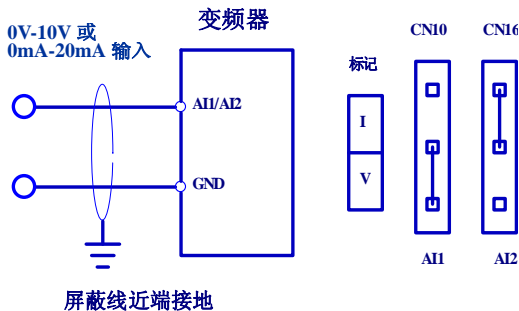 变频器
0V-10V 或
0mA-20mA 输入
AI1/AI2
GND
屏蔽线近端接地
标记
I
V
CN10
CN16
AI1
AI2